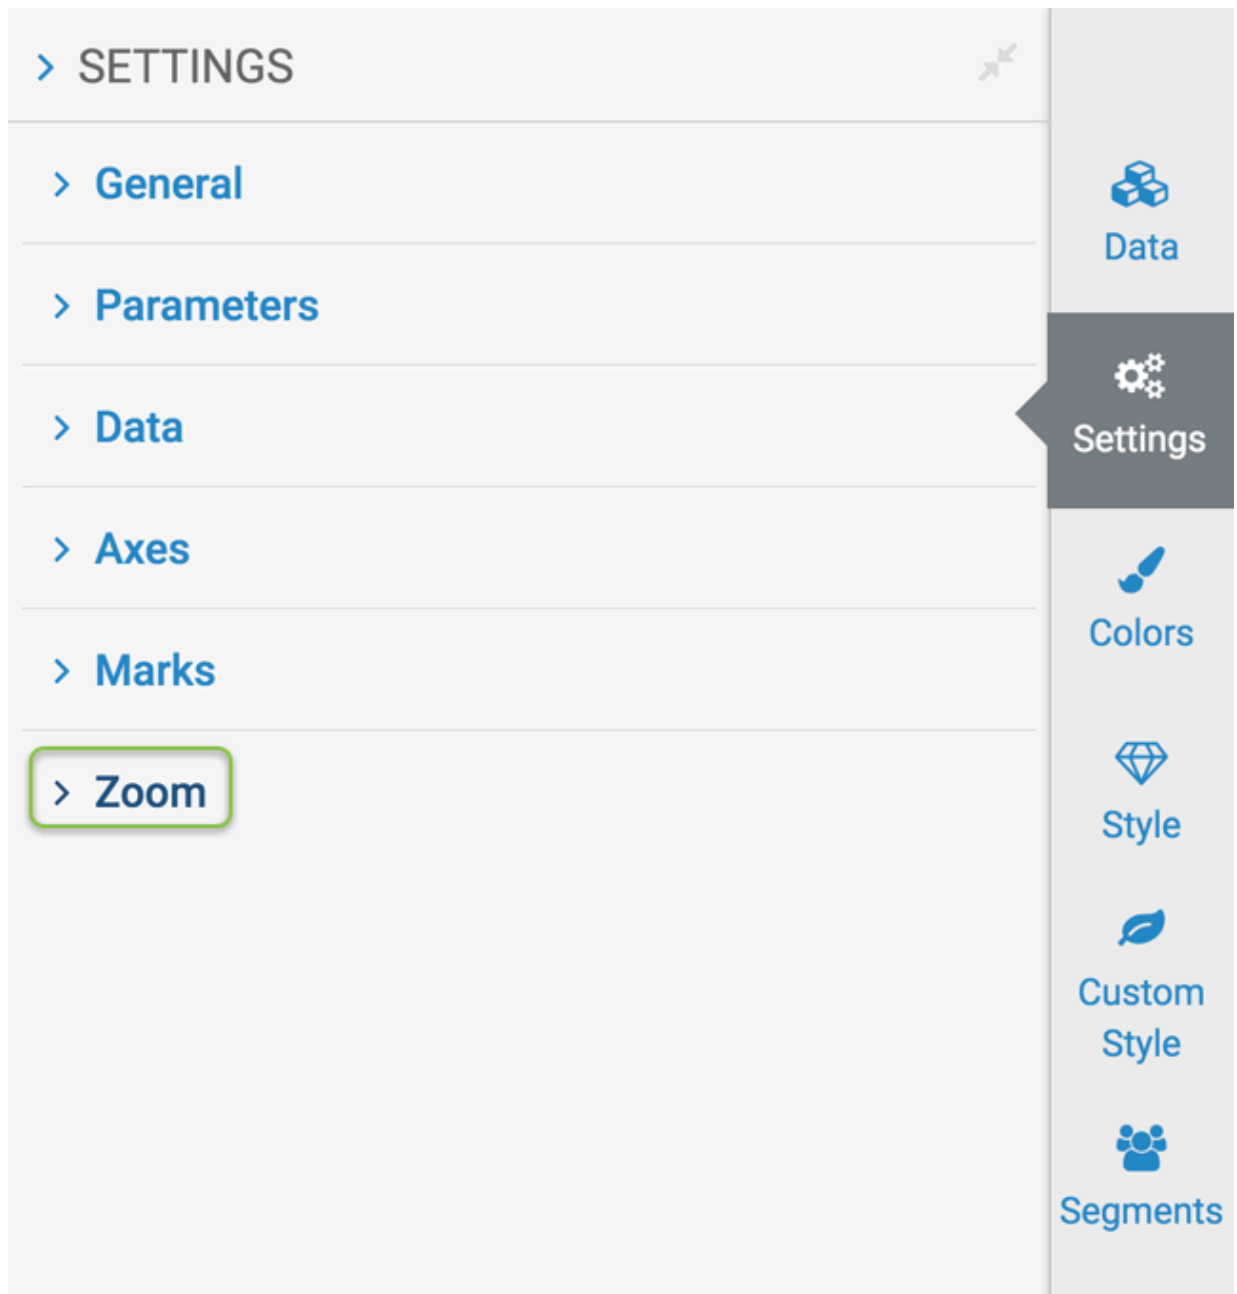 SETTINGS
General
Parameters
Data
Axes
Marks
Zoom
Data
Settings
Colors
Style
Custom
Style
Segments